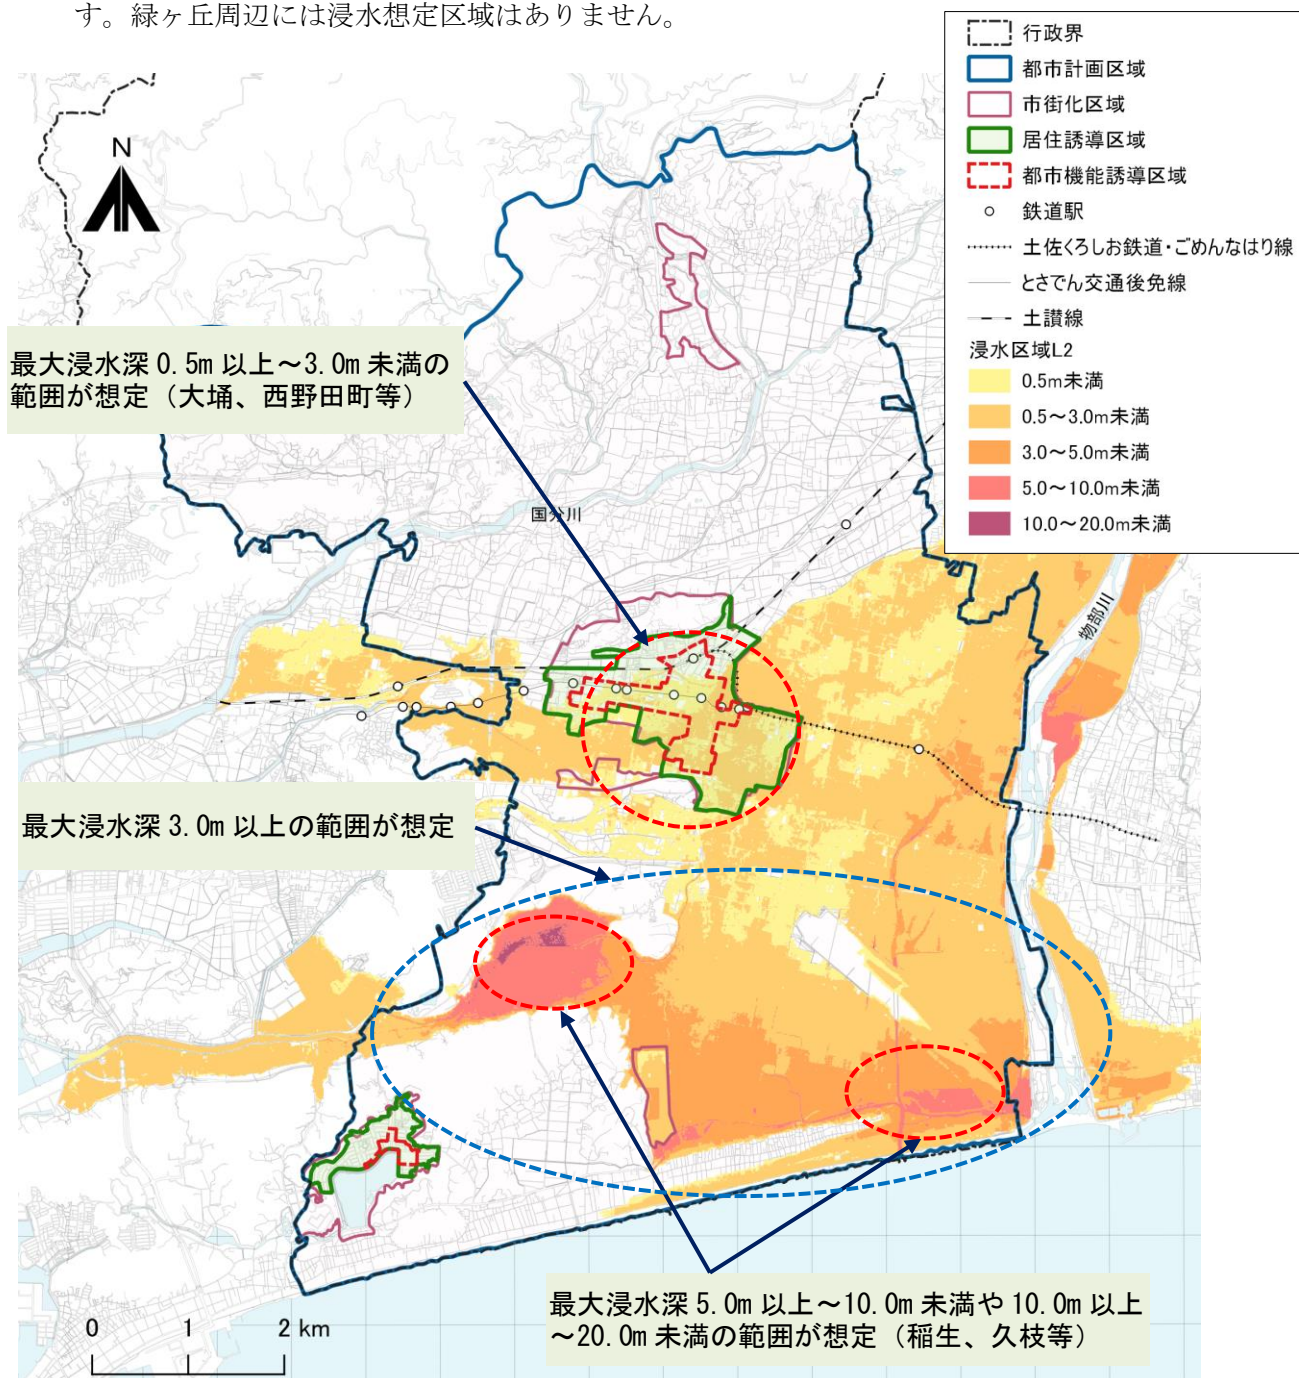 す。緑ヶ丘周辺には浸水想定区域はありません。
行政界
都市計画区域
市街化区域
居住誘導区域
都市機能誘導区域
鉄道駅
土佐くろしお鉄道・ごめんなはり線
とさでん交通後免線
土讃線
浸水区域L2
0.5m未満
0.5～3.0m未満
3.0～5.0m未満
5.0～10.0m未満
10.0～20.0m未満
N
最大浸水深 0.5m 以上～3.0m 未満の
範囲が想定（大埇、西野田町等）
国分川
物部川
最大浸水深 3.0m 以上の範囲が想定
最大浸水深 5.0m 以上～10.0m 未満や 10.0m 以上
～20.0m 未満の範囲が想定（稲生、久枝等）
0 1 2 km